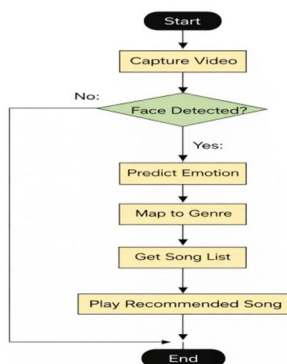 Start
Capture Video
No:
Face Detected?
Yes:
Predict Emotion
Map to Genre
Get Song List
Play Recommended Song
End